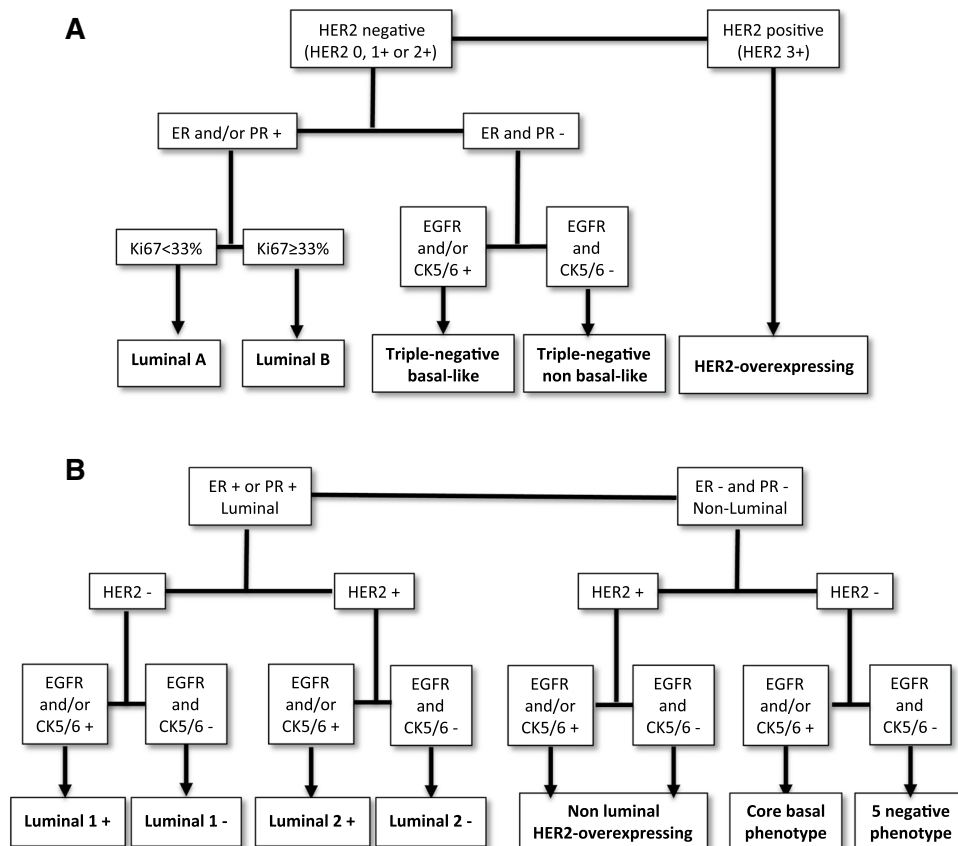 A
HER2 negative
(HER2 0, 1+ or 2+)
HER2 positive
(HER2 3+)
ER and/or PR +
ER and PR -
Ki67<33%
Ki67≥33%
EGFR
and/or
CK5/6 +
EGFR
and
CK5/6 -
Luminal A
Luminal B
Triple-negative
basal-like
Triple-negative
non basal-like
HER2-overexpressing
B
ER + or PR +
Luminal
ER - and PR -
Non-Luminal
HER2 -
HER2 +
HER2 +
HER2 -
EGFR
and/or
CK5/6 +
EGFR
and
CK5/6 -
EGFR
and/or
CK5/6 +
EGFR
and
CK5/6 -
EGFR
and/or
CK5/6 +
EGFR
and
CK5/6 -
EGFR
and/or
CK5/6 +
EGFR
and
CK5/6 -
Luminal 1 +
Luminal 1 -
Luminal 2 +
Luminal 2 -
Non luminal
HER2-overexpressing
Core basal
phenotype
5 negative
phenotype